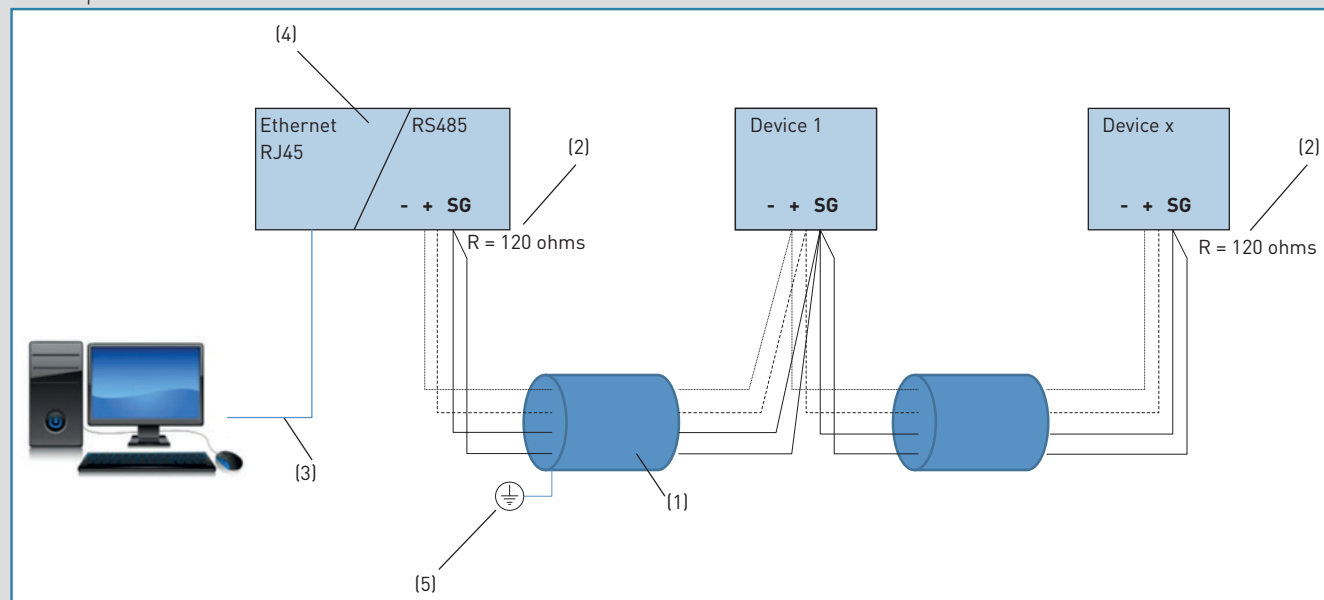 (4)
Ethernet
RJ45
RS485
- + SG
(2)
R = 120 ohms
Device 1
- + SG
Device x
- + SG
(2)
R = 120 ohms
(3)
(1)
(5)